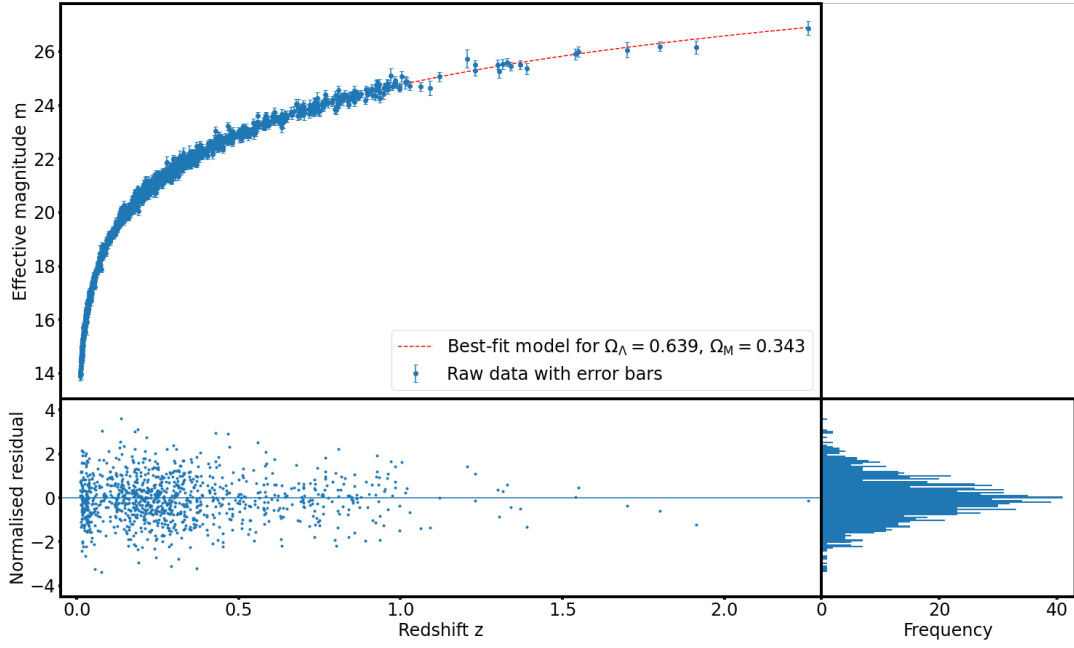 Effective magnitude m
26
24
22
20
18
16
14
Best-fit model for Ω_Λ = 0.639, Ω_M = 0.343
Raw data with error bars
Normalised residual
4
2
0
−2
−4
0.0 0.5 1.0 1.5 2.0
Redshift z
0 20 40
Frequency